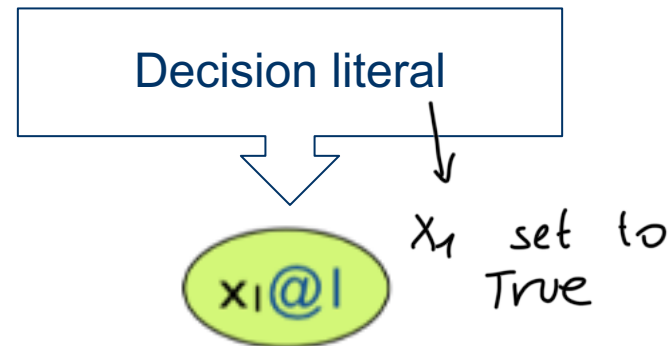 Decision literal
x₁ set to
True
x₁@1